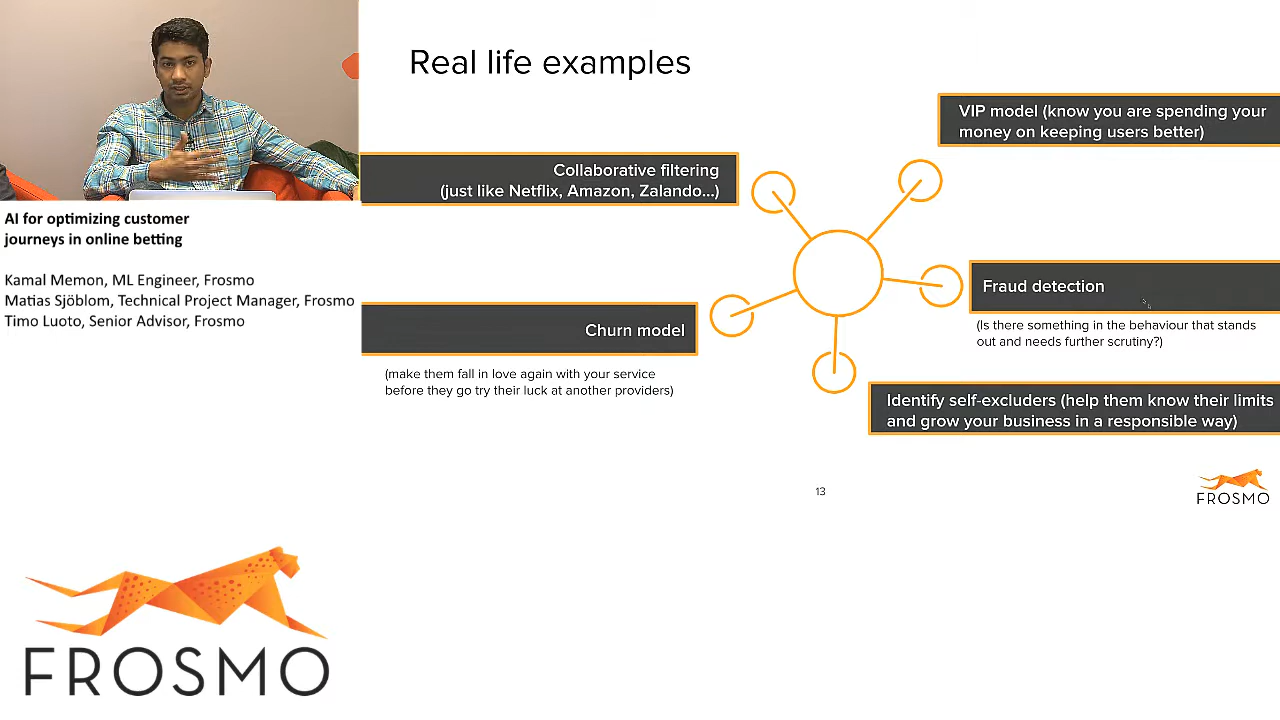 Real life examples
VIP model (know you are spending your
money on keeping users better)
Collaborative filtering
(just like Netflix, Amazon, Zalando...)
AI for optimizing customer
journeys in online betting
Kamal Memon, ML Engineer, Frosmo
Matias Sjöblom, Technical Project Manager, Frosmo
Timo Luoto, Senior Advisor, Frosmo
Fraud detection
(Is there something in the behaviour that stands
out and needs further scrutiny?)
Churn model
(make them fall in love again with your service
before they go try their luck at another providers)
Identify self-excluders (help them know their limits
and grow your business in a responsible way)
13
FROSMO
FROSMO